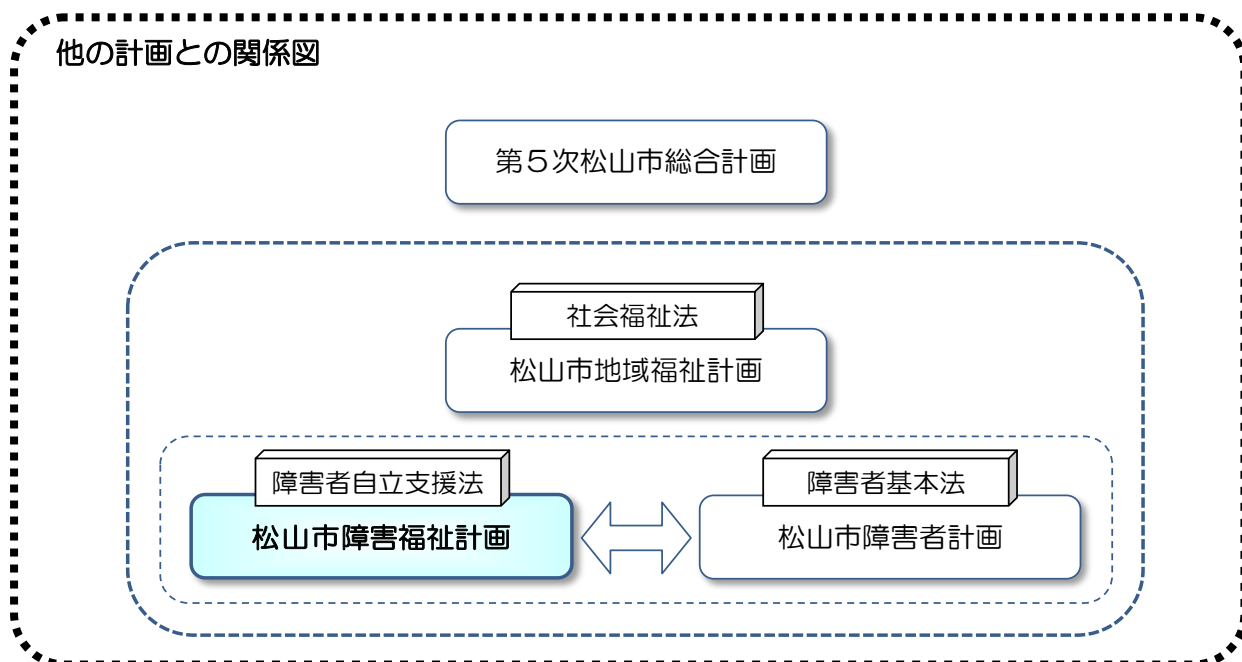 他の計画との関係図
第５次松山市総合計画
社会福祉法
松山市地域福祉計画
障害者自立支援法
障害者基本法
松山市障害福祉計画
松山市障害者計画